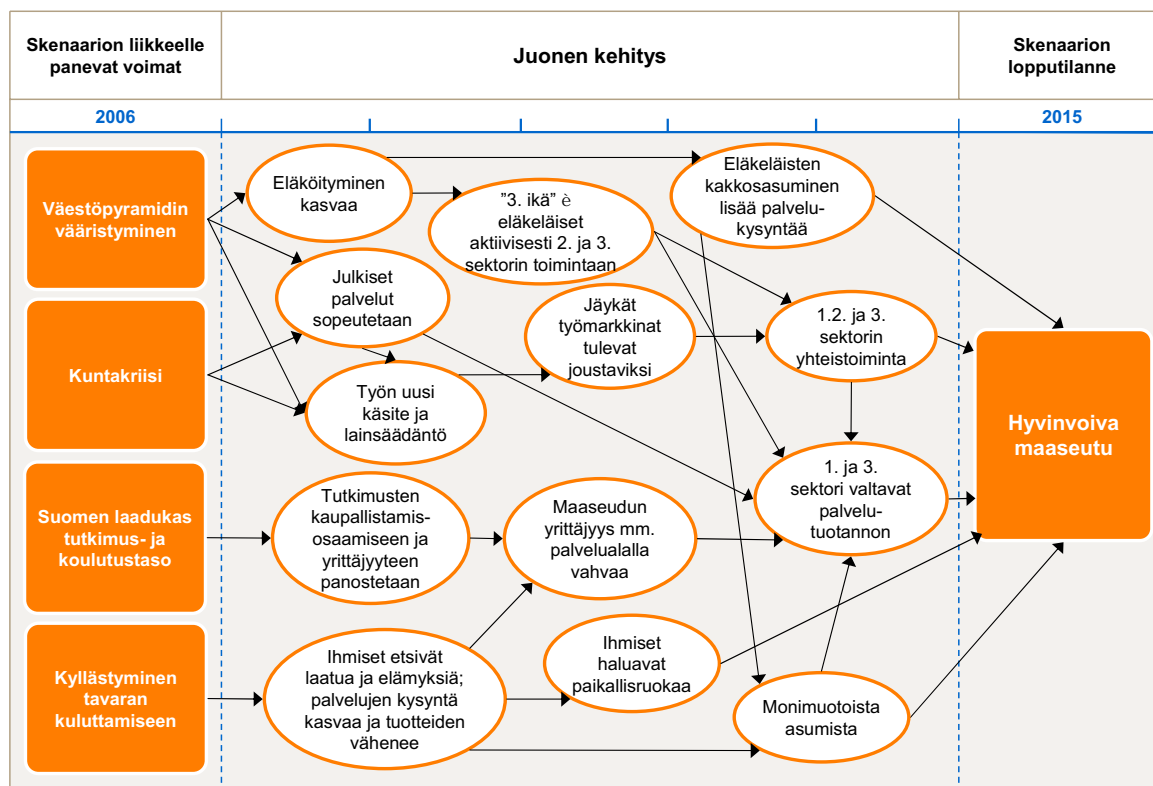 Skenaarion liikkeelle
panevat voimat
Juonen kehitys
Skenaarion
lopputilanne
2006
2015
Väestöpyramidin
vääristyminen
Kuntakriisi
Suomen laadukas
tutkimus- ja
koulutustaso
Kyllästyminen
tavaran
kuluttamiseen
Eläköityminen
kasvaa
"3. ikä" è
eläkeläiset
aktiivisesti 2. ja 3.
sektorin toimintaan
Eläkeläisten
kakkosasuminen
lisää palvelu-
kysyntää
Julkiset
palvelut
sopeutetaan
Jäykät
työmarkkinat
tulevat
joustaviksi
1.2. ja 3.
sektorin
yhteistoiminta
Työn uusi
käsite ja
lainsäädäntö
Tutkimusten
kaupallistamis-
osaamiseen ja
yrittäjyyteen
panostetaan
Maaseudun
yrittäjyys mm.
palvelualalla
vahvaa
1. ja 3.
sektori valtavat
palvelu-
tuotannon
Ihmiset etsivät
laatua ja elämyksiä;
palvelujen kysyntä
kasvaa ja tuotteiden
vähenee
Ihmiset
haluavat
paikallisruokaa
Monimuotoista
asumista
Hyvinvoiva
maaseutu